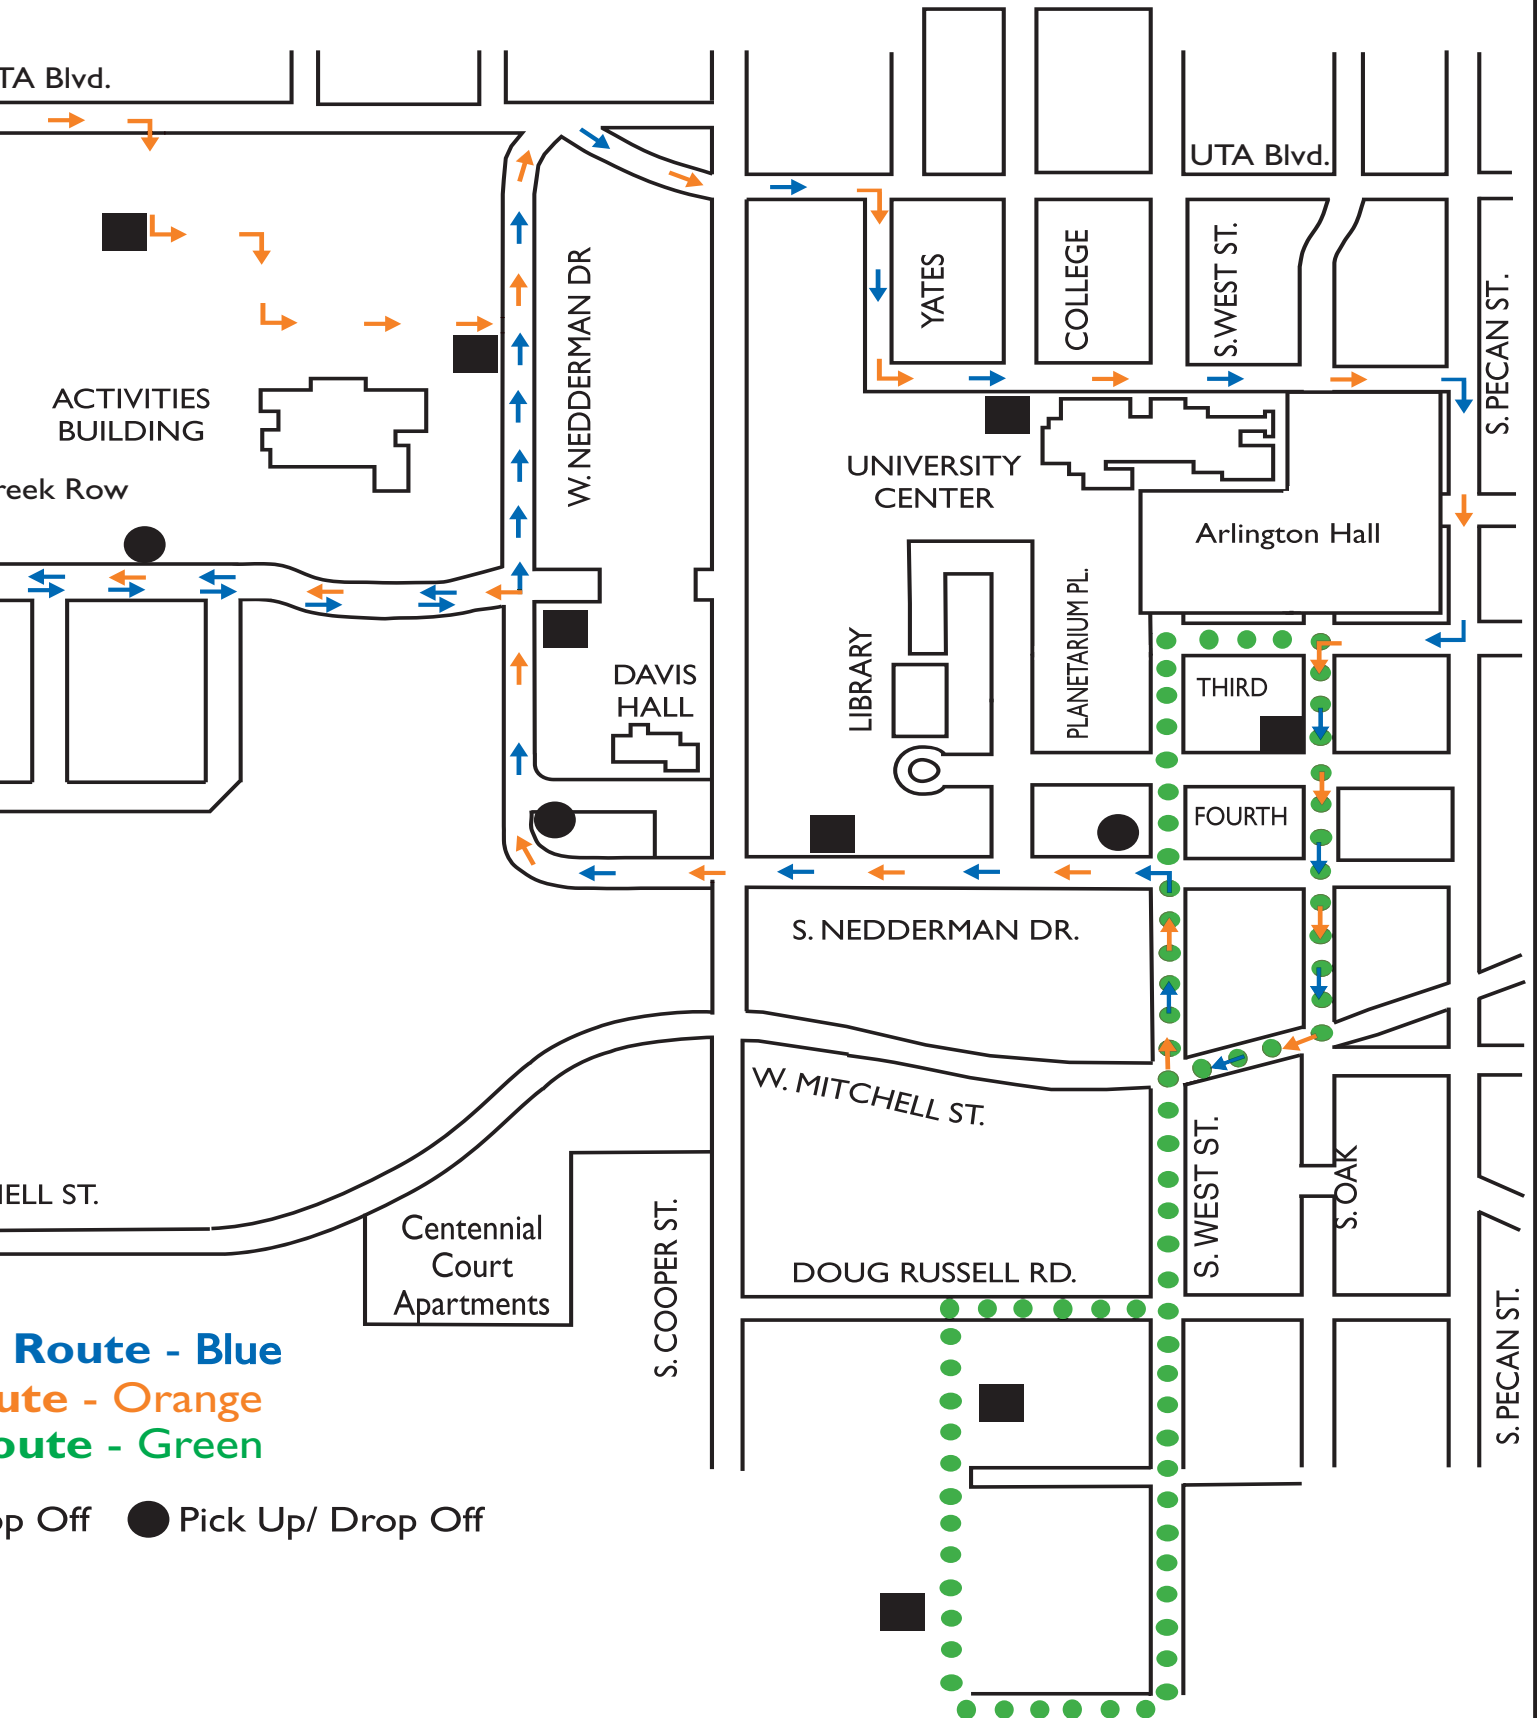 TA Blvd.
UTA Blvd.
YATES
COLLEGE
S. WEST ST.
S. PECAN ST.
W. NEDDERMAN DR
ACTIVITIES
BUILDING
reek Row
UNIVERSITY
CENTER
Arlington Hall
LIBRARY
PLANETARIUM PL.
DAVIS
HALL
THIRD
FOURTH
S. NEDDERMAN DR.
W. MITCHELL ST.
S. WEST ST.
S. OAK
HELL ST.
Centennial
Court
Apartments
S. COOPER ST.
DOUG RUSSELL RD.
S. PECAN ST.
Route - Blue
ute - Orange
oute - Green
op Off
Pick Up/ Drop Off